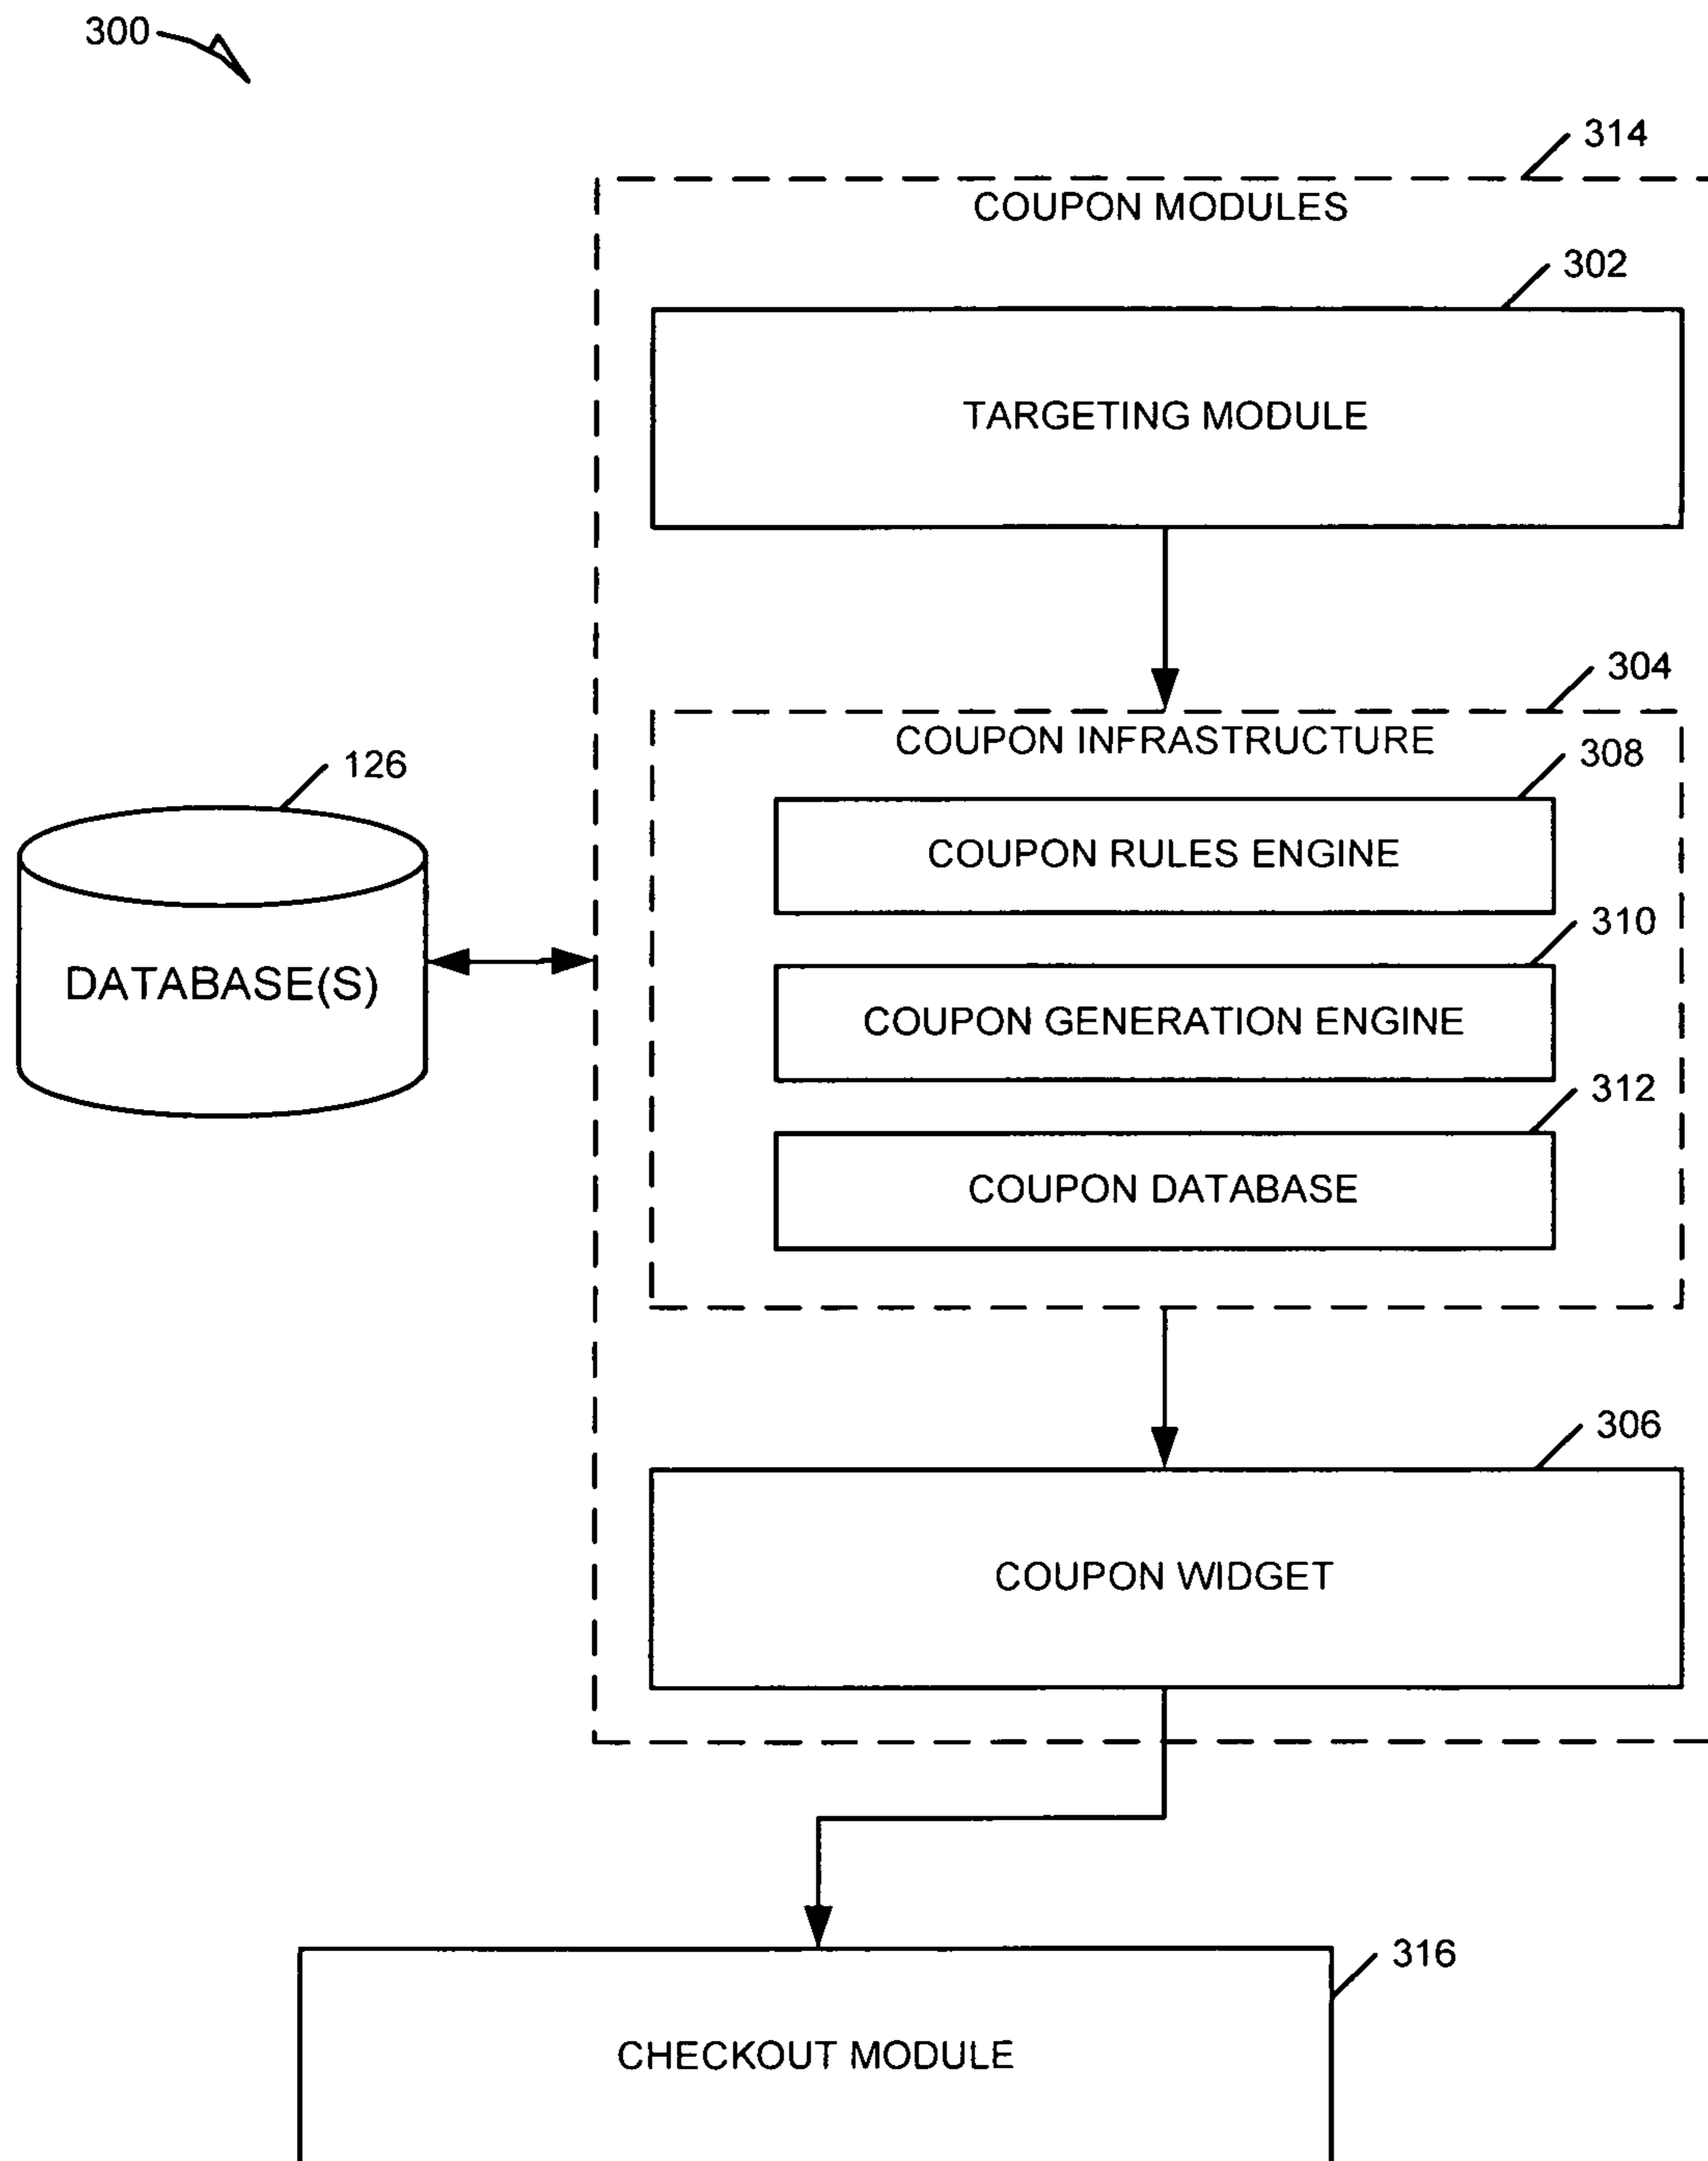 300
314
COUPON MODULES
302
TARGETING MODULE
304
COUPON INFRASTRUCTURE
308
COUPON RULES ENGINE
126
DATABASE(S)
310
COUPON GENERATION ENGINE
312
COUPON DATABASE
306
COUPON WIDGET
316
CHECKOUT MODULE